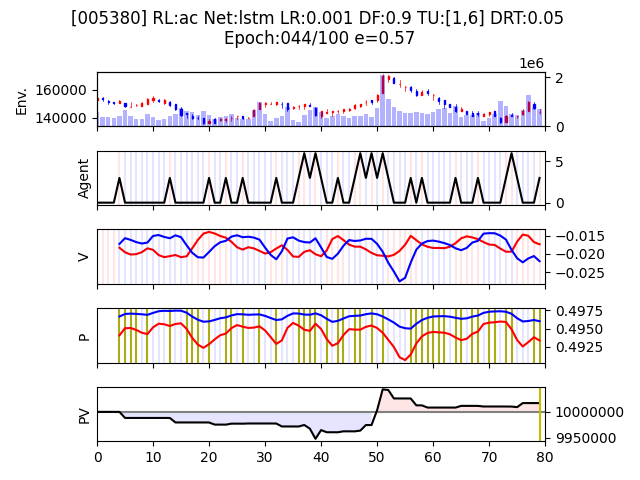 [005380] RL:ac Net:lstm LR:0.001 DF:0.9 TU:[1,6] DRT:0.05
Epoch:044/100 e=0.57
1e6
Env.
160000
140000
2
0
Agent
5
0
V
−0.015
−0.020
−0.025
P
0.4975
0.4950
0.4925
PV
10000000
9950000
0 10 20 30 40 50 60 70 80